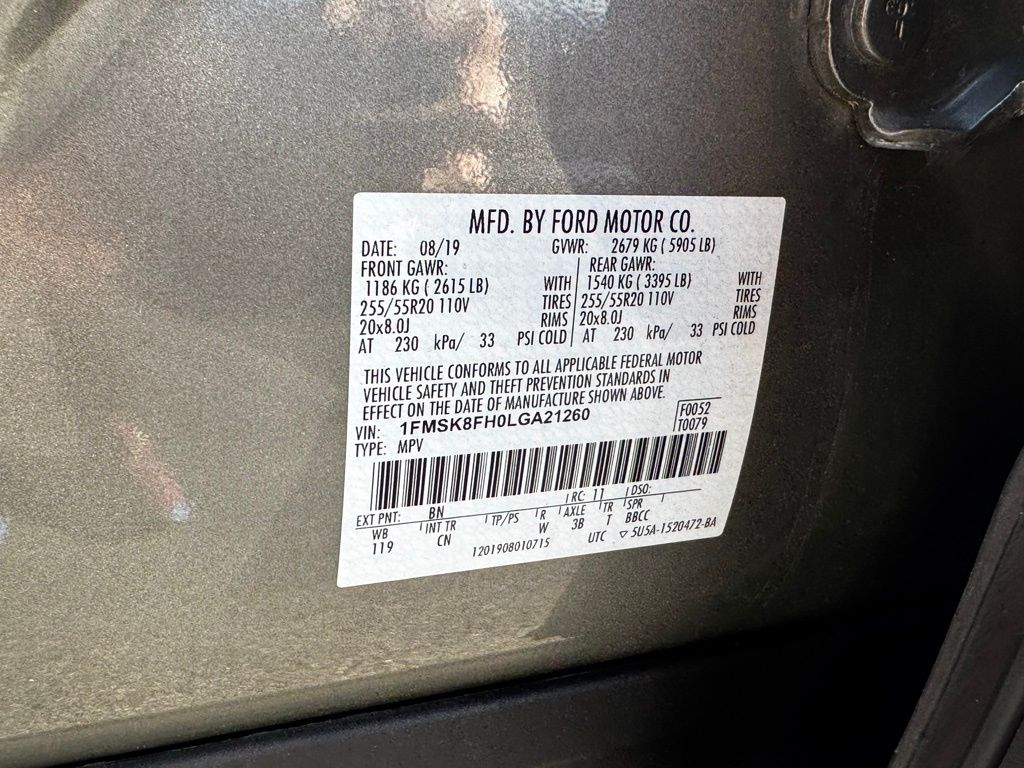 MFD. BY FORD MOTOR CO.
DATE: 08/19 GVWR: 2679 KG ( 5905 LB)
FRONT GAWR: REAR GAWR:
1186 KG ( 2615 LB) WITH 1540 KG ( 3395 LB) WITH
255/55R20 110V TIRES 255/55R20 110V TIRES
20x8.0J RIMS 20x8.0J RIMS
AT 230 kPa/ 33 PSI COLD AT 230 kPa/ 33 PSI COLD
THIS VEHICLE CONFORMS TO ALL APPLICABLE FEDERAL MOTOR
VEHICLE SAFETY AND THEFT PREVENTION STANDARDS IN
EFFECT ON THE DATE OF MANUFACTURE SHOWN ABOVE.
VIN: 1FMSK8FH0LGA21260 F0052
TYPE: MPV T0079
EXT PNT: BN RC: 11 DSO:
WB INT TR TP/PS R AXLE TR SPR
119 CN W 3B T BBCC
1201908010715 UTC ▽ 5U5A-1520472-BA